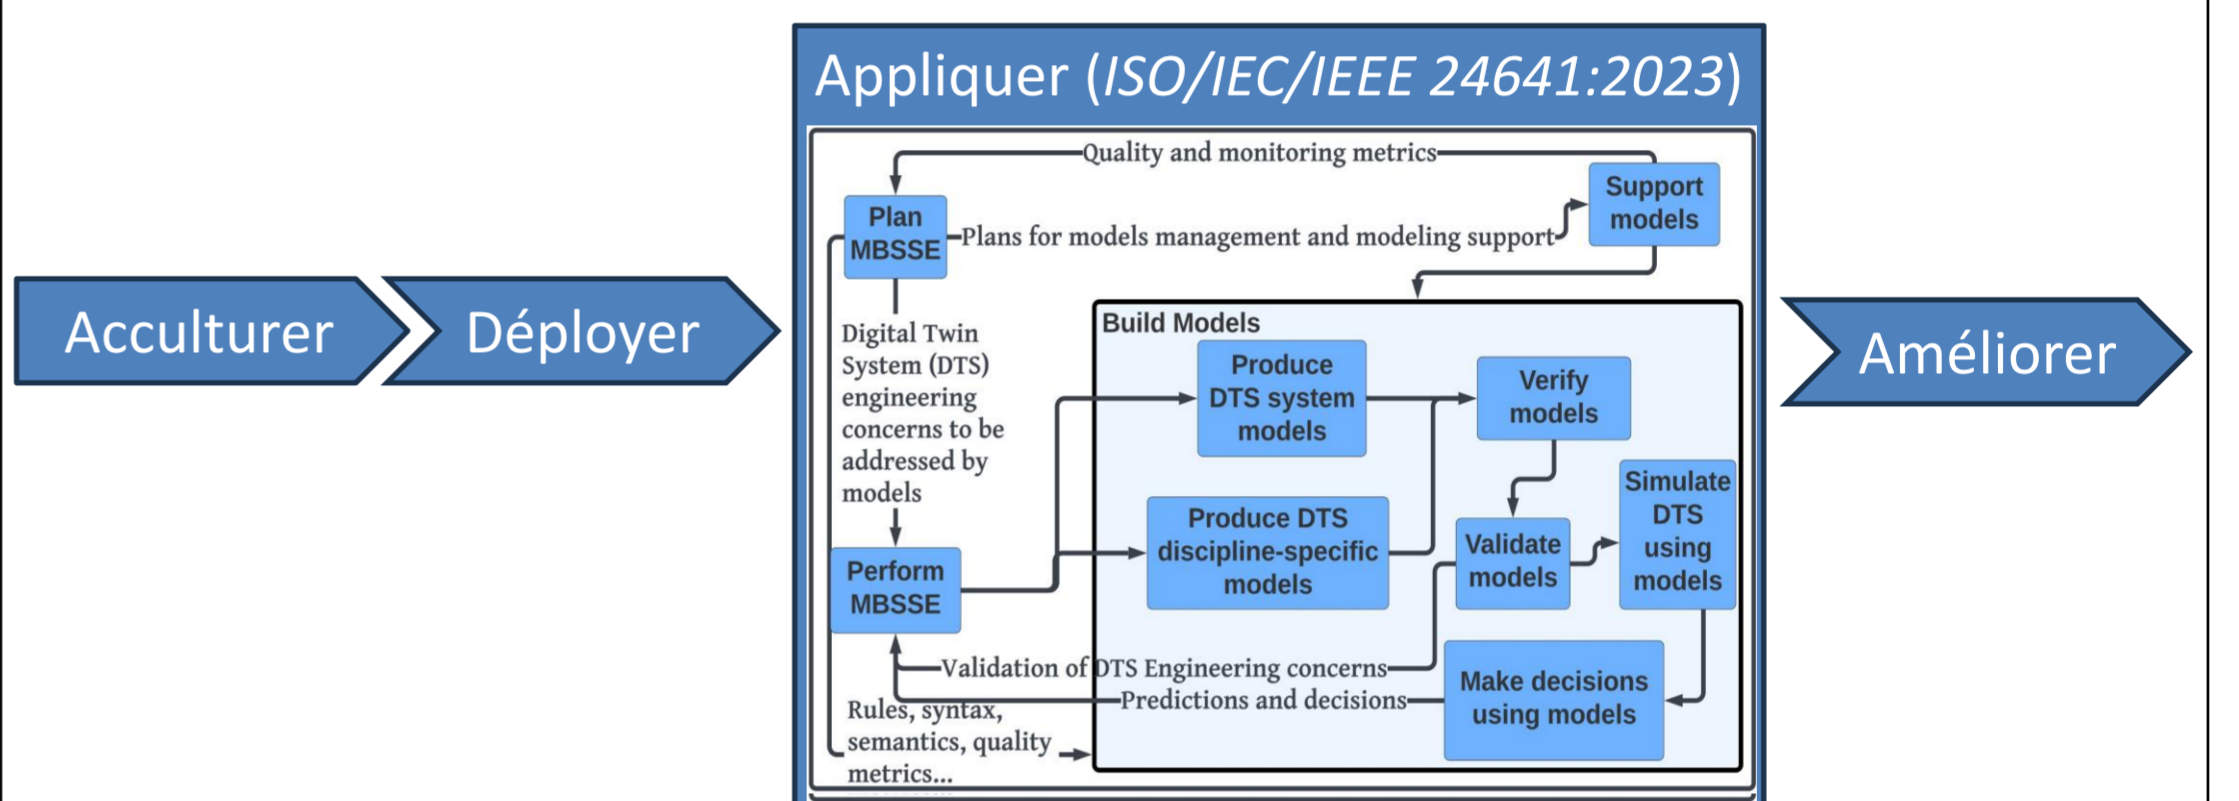 Acculturer
Déployer
Appliquer (ISO/IEC/IEEE 24641:2023)
Quality and monitoring metrics
Support
models
Plan
MBSSE
Plans for models management and modeling support
Digital Twin
System (DTS)
engineering
concerns to be
addressed by
models
Build Models
Produce
DTS system
models
Verify
models
Produce DTS
discipline-specific
models
Validate
models
Simulate
DTS
using
models
Perform
MBSSE
Validation of DTS Engineering concerns
Predictions and decisions
Make decisions
using models
Rules, syntax,
semantics, quality
metrics...
Améliorer